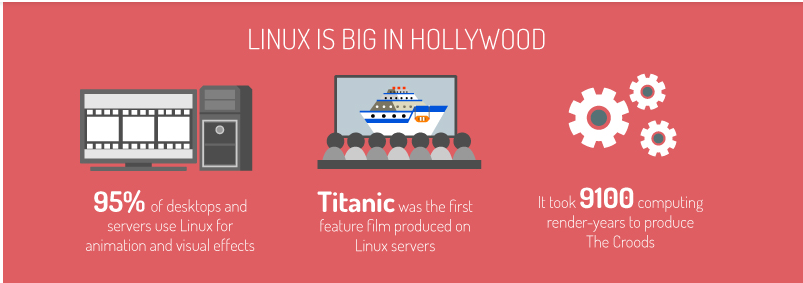 LINUX IS BIG IN HOLLYWOOD
95% of desktops and
servers use Linux for
animation and visual effects
Titanic was the first
feature film produced on
Linux servers
It took 9100 computing
render-years to produce
The Croods